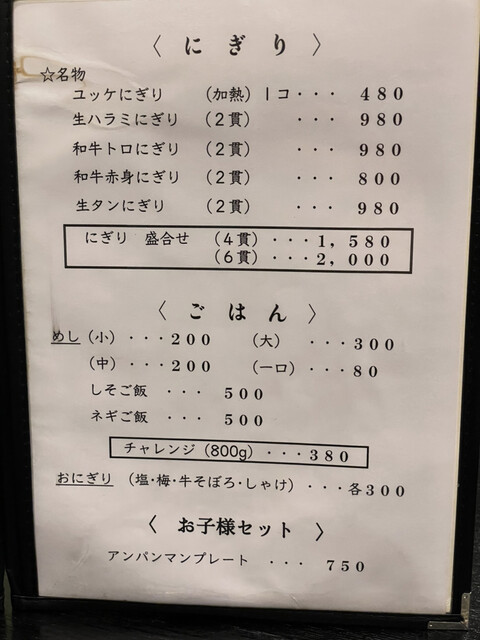 〈 にぎり 〉
☆名物
ユッケにぎり （加熱）１コ・・・ ４８０
生ハラミにぎり （２貫） ・・・ ９８０
和牛トロにぎり （２貫） ・・・ ９８０
和牛赤身にぎり （２貫） ・・・ ８００
生タンにぎり （２貫） ・・・ ９８０
にぎり 盛合せ （４貫）・・・１，５８０
（６貫）・・・２，０００
〈 ごはん 〉
めし（小）・・・２００ （大） ・・・３００
（中）・・・２００ （一口）・・・８０
しそご飯 ・・・ ５００
ネギご飯 ・・・ ５００
チャレンジ（800g）・・・３８０
おにぎり （塩・梅・牛そぼろ・しゃけ）・・・各３００
〈 お子様セット 〉
アンパンマンプレート ・・・ ７５０